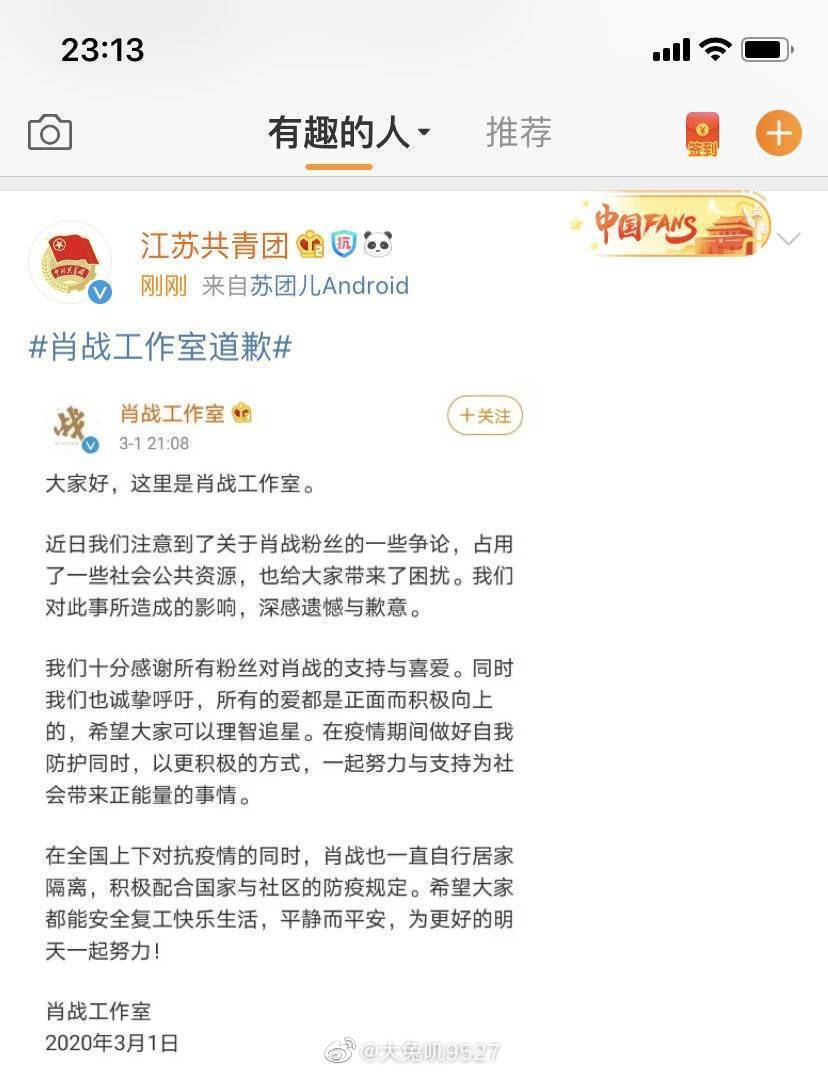 23:13
有趣的人
推荐
签到
江苏共青团
抗
中国FANS
刚刚 来自苏团儿Android
#肖战工作室道歉#
战
肖战工作室
+关注
3-1 21:08
大家好，这里是肖战工作室。
近日我们注意到了关于肖战粉丝的一些争论，占用
了一些社会公共资源，也给大家带来了困扰。我们
对此事所造成的影响，深感遗憾与歉意。
我们十分感谢所有粉丝对肖战的支持与喜爱。同时
我们也诚挚呼吁，所有的爱都是正面而积极向上
的，希望大家可以理智追星。在疫情期间做好自我
防护同时，以更积极的方式，一起努力与支持为社
会带来正能量的事情。
在全国上下对抗疫情的同时，肖战也一直自行居家
隔离，积极配合国家与社区的防疫规定。希望大家
都能安全复工快乐生活，平静而平安，为更好的明
天一起努力！
肖战工作室
2020年3月1日
@大兔叽9527